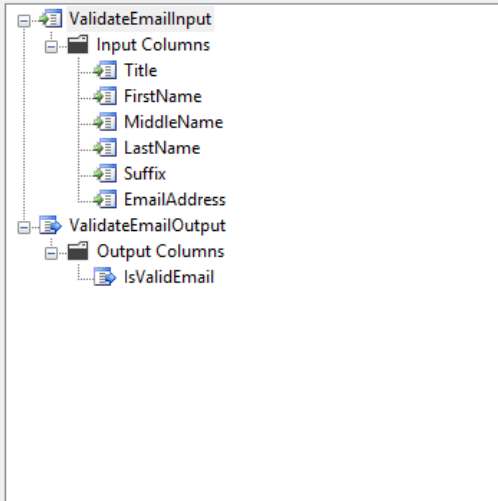 ValidateEmailInput
Input Columns
Title
FirstName
MiddleName
LastName
Suffix
EmailAddress
ValidateEmailOutput
Output Columns
IsValidEmail